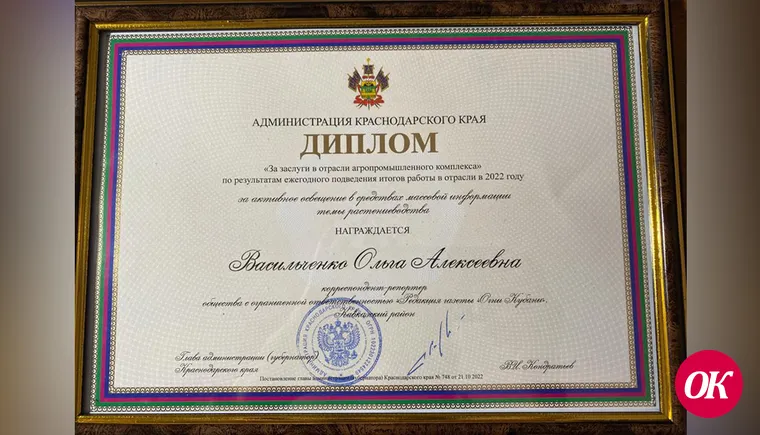 АДМИНИСТРАЦИЯ КРАСНОДАРСКОГО КРАЯ
ДИПЛОМ
«За заслуги в отрасли агропромышленного комплекса»
по результатам ежегодного подведения итогов работы в отрасли в 2022 году
за активное освещение в средствах массовой информации
темы растениеводства
НАГРАЖДАЕТСЯ
Васильченко Ольга Алексеевна
корреспондент-репортер
общества с ограниченной ответственностью «Редакция газеты «Огни Кубани»,
Кавказский район
Глава администрации (губернатор)
Краснодарского края
В.И. Кондратьев
Постановление главы Краснодарского края № 748 от 21.10.2022
ОК